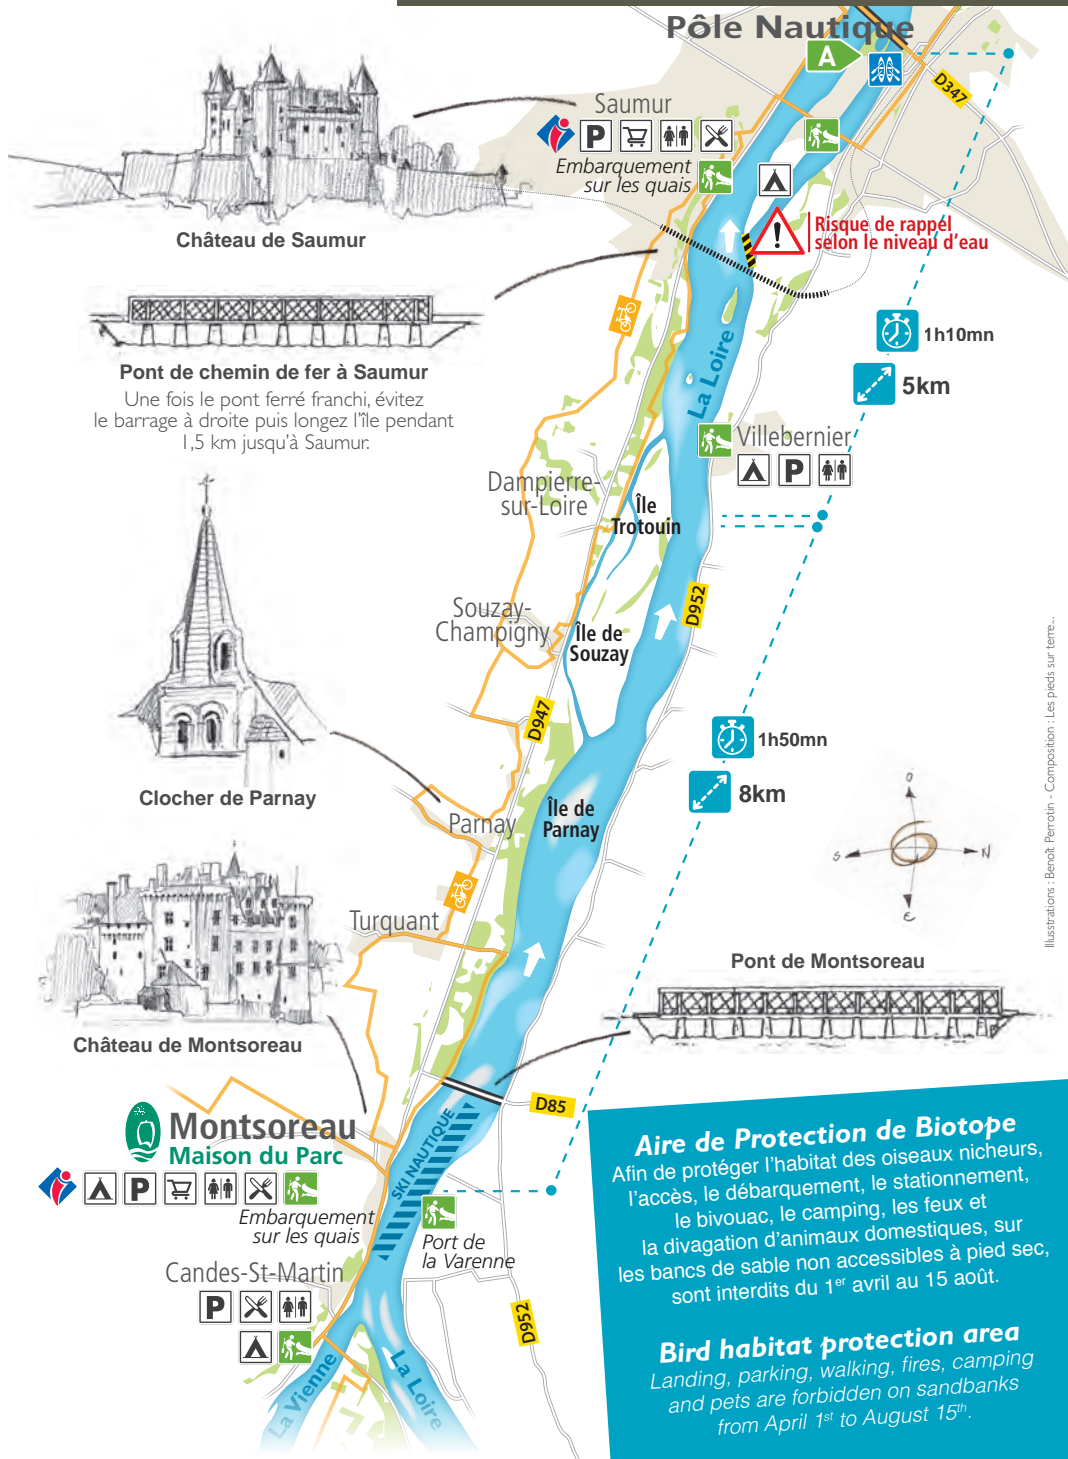 Pôle Nautique
A
D347
Saumur
P
Embarquement
sur les quais
Risque de rappel
selon le niveau d'eau
Château de Saumur
1h10mn
5km
Pont de chemin de fer à Saumur
Une fois le pont ferré franchi, évitez
le barrage à droite puis longez l'île pendant
1,5 km jusqu'à Saumur.
La Loire
Villebernier
P
Dampierre-
sur-Loire
Île
Trotouin
D952
Souzay-
Champigny
Île de
Souzay
D947
1h50mn
8km
Clocher de Parnay
Île de
Parnay
Parnay
O
S
N
E
Illusstrations : Benoît Perrotin - Composition : Les pieds sur terre...
Turquant
Pont de Montsoreau
Château de Montsoreau
D85
Montsoreau
Maison du Parc
P
SKI NAUTIQUE
Embarquement
sur les quais
Port de
la Varenne
Candes-St-Martin
P
D952
La Vienne
La Loire
Aire de Protection de Biotope
Afin de protéger l'habitat des oiseaux nicheurs,
l'accès, le débarquement, le stationnement,
le bivouac, le camping, les feux et
la divagation d'animaux domestiques, sur
les bancs de sable non accessibles à pied sec,
sont interdits du 1er avril au 15 août.
Bird habitat protection area
Landing, parking, walking, fires, camping
and pets are forbidden on sandbanks
from April 1st to August 15th.